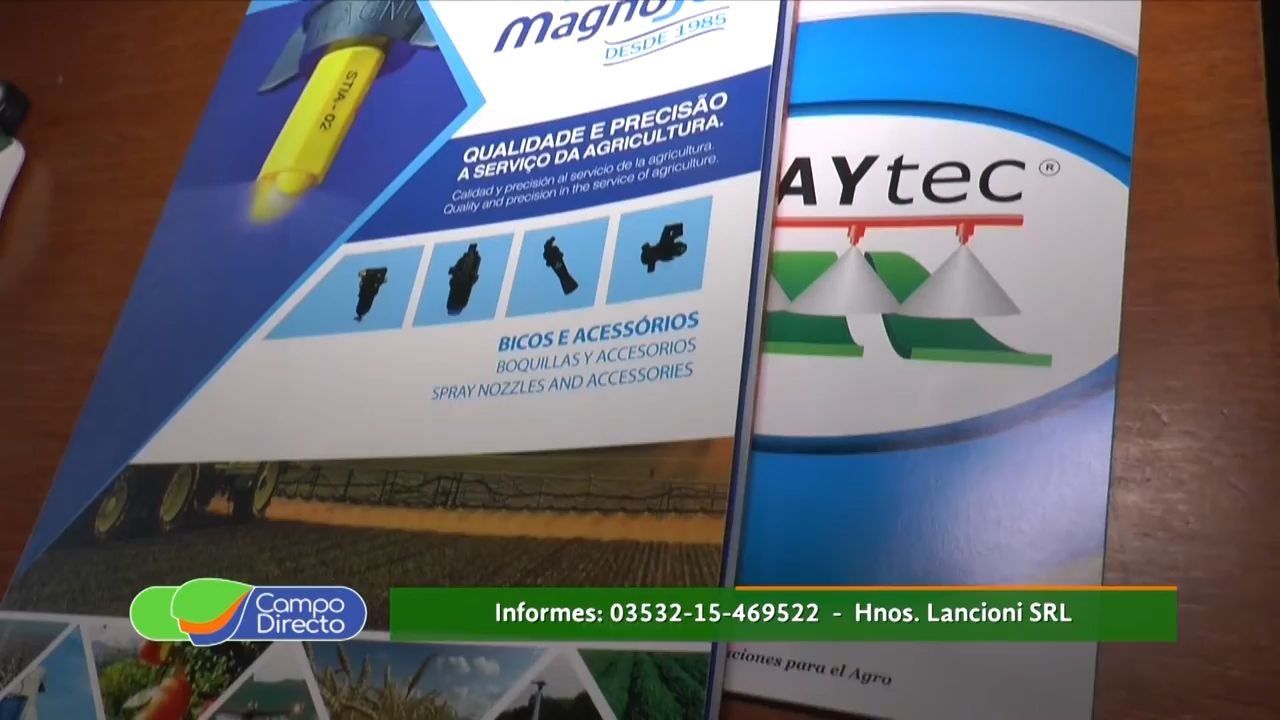 MAGNO
STIA-02
DESDE 1985
QUALIDADE E PRECISÃO
A SERVIÇO DA AGRICULTURA.
Calidad y precisión al servicio de la agricultura.
Quality and precision in the service of agriculture.
BICOS E ACESSÓRIOS
BOQUILLAS Y ACCESORIOS
SPRAY NOZZLES AND ACCESSORIES
AYtec ®
Campo
Directo
Informes: 03532-15-469522 - Hnos. Lancioni SRL
para el Agro